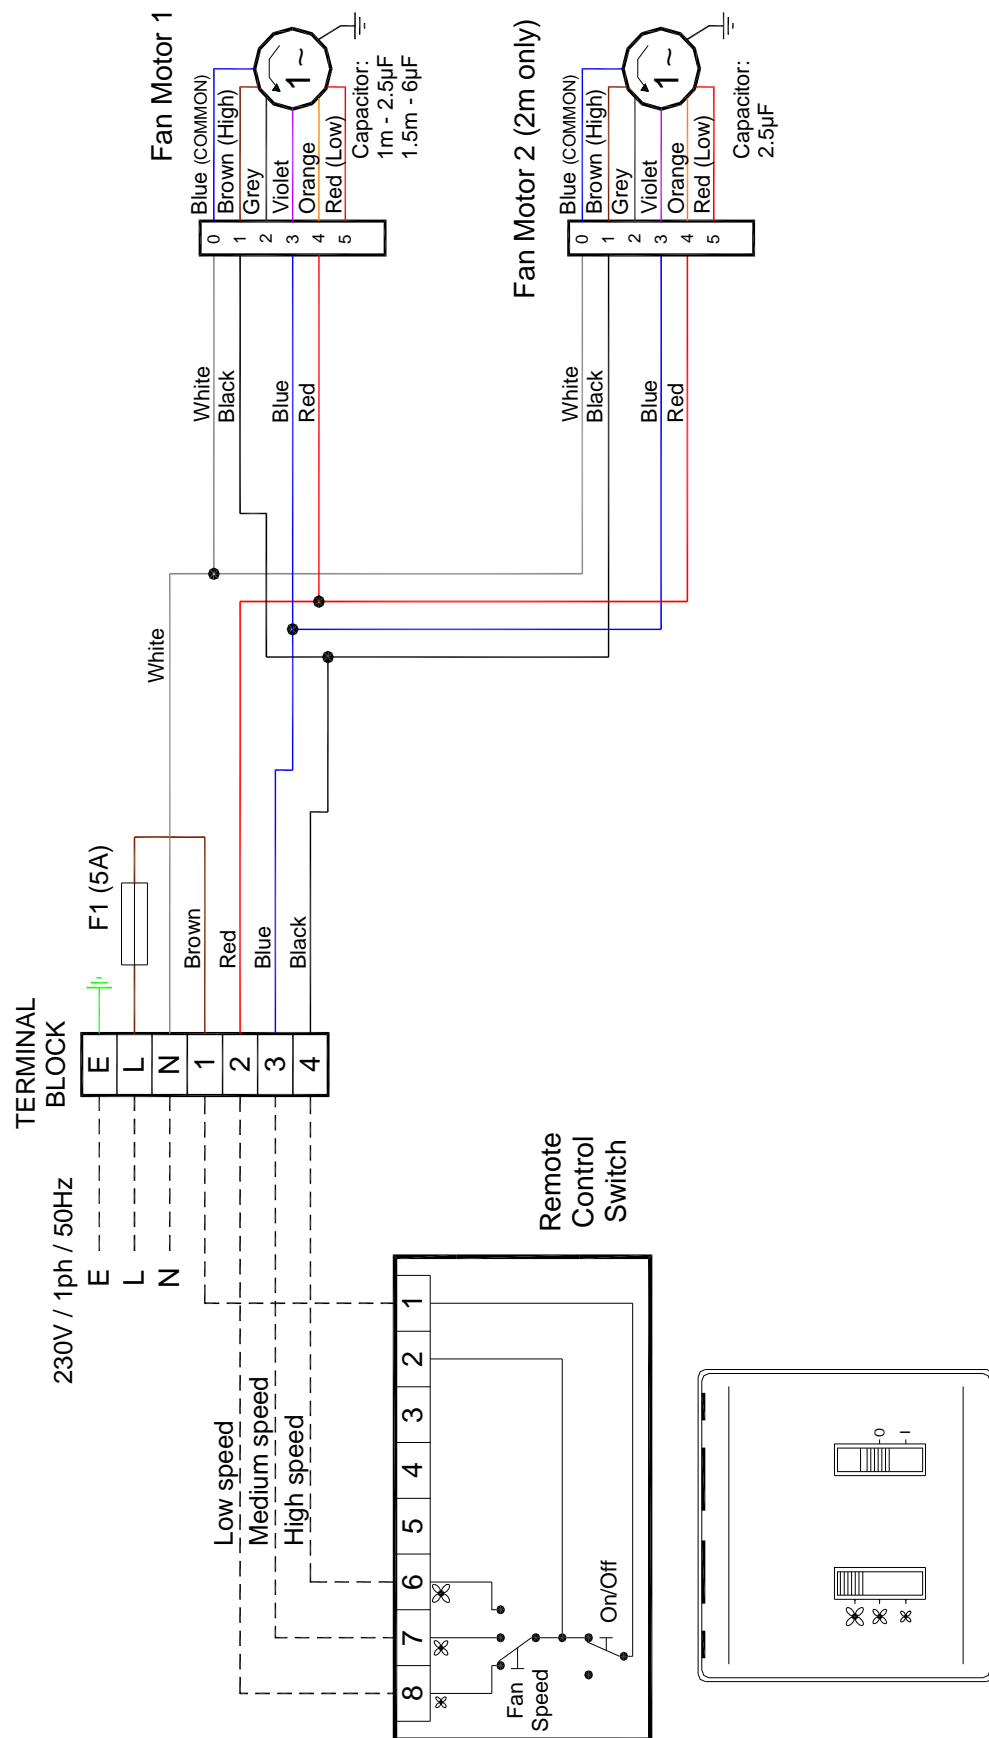 230V / 1ph / 50Hz
E
L
N
TERMINAL
BLOCK
E
L
N
1
2
3
4
F1 (5A)
Brown
Red
Blue
Black
White
White
Black
Blue
Red
Fan Motor 1
0
1
2
3
4
5
Blue (COMMON)
Brown (High)
Grey
Violet
Orange
Red (Low)
1~
Capacitor:
1m - 2.5µF
1.5m - 6µF
White
Black
Blue
Red
Fan Motor 2 (2m only)
0
1
2
3
4
5
Blue (COMMON)
Brown (High)
Grey
Violet
Orange
Red (Low)
1~
Capacitor:
2.5µF
Low speed
Medium speed
High speed
Remote
Control
Switch
8
7
6
5
4
3
2
1
Fan
Speed
On/Off
0
I